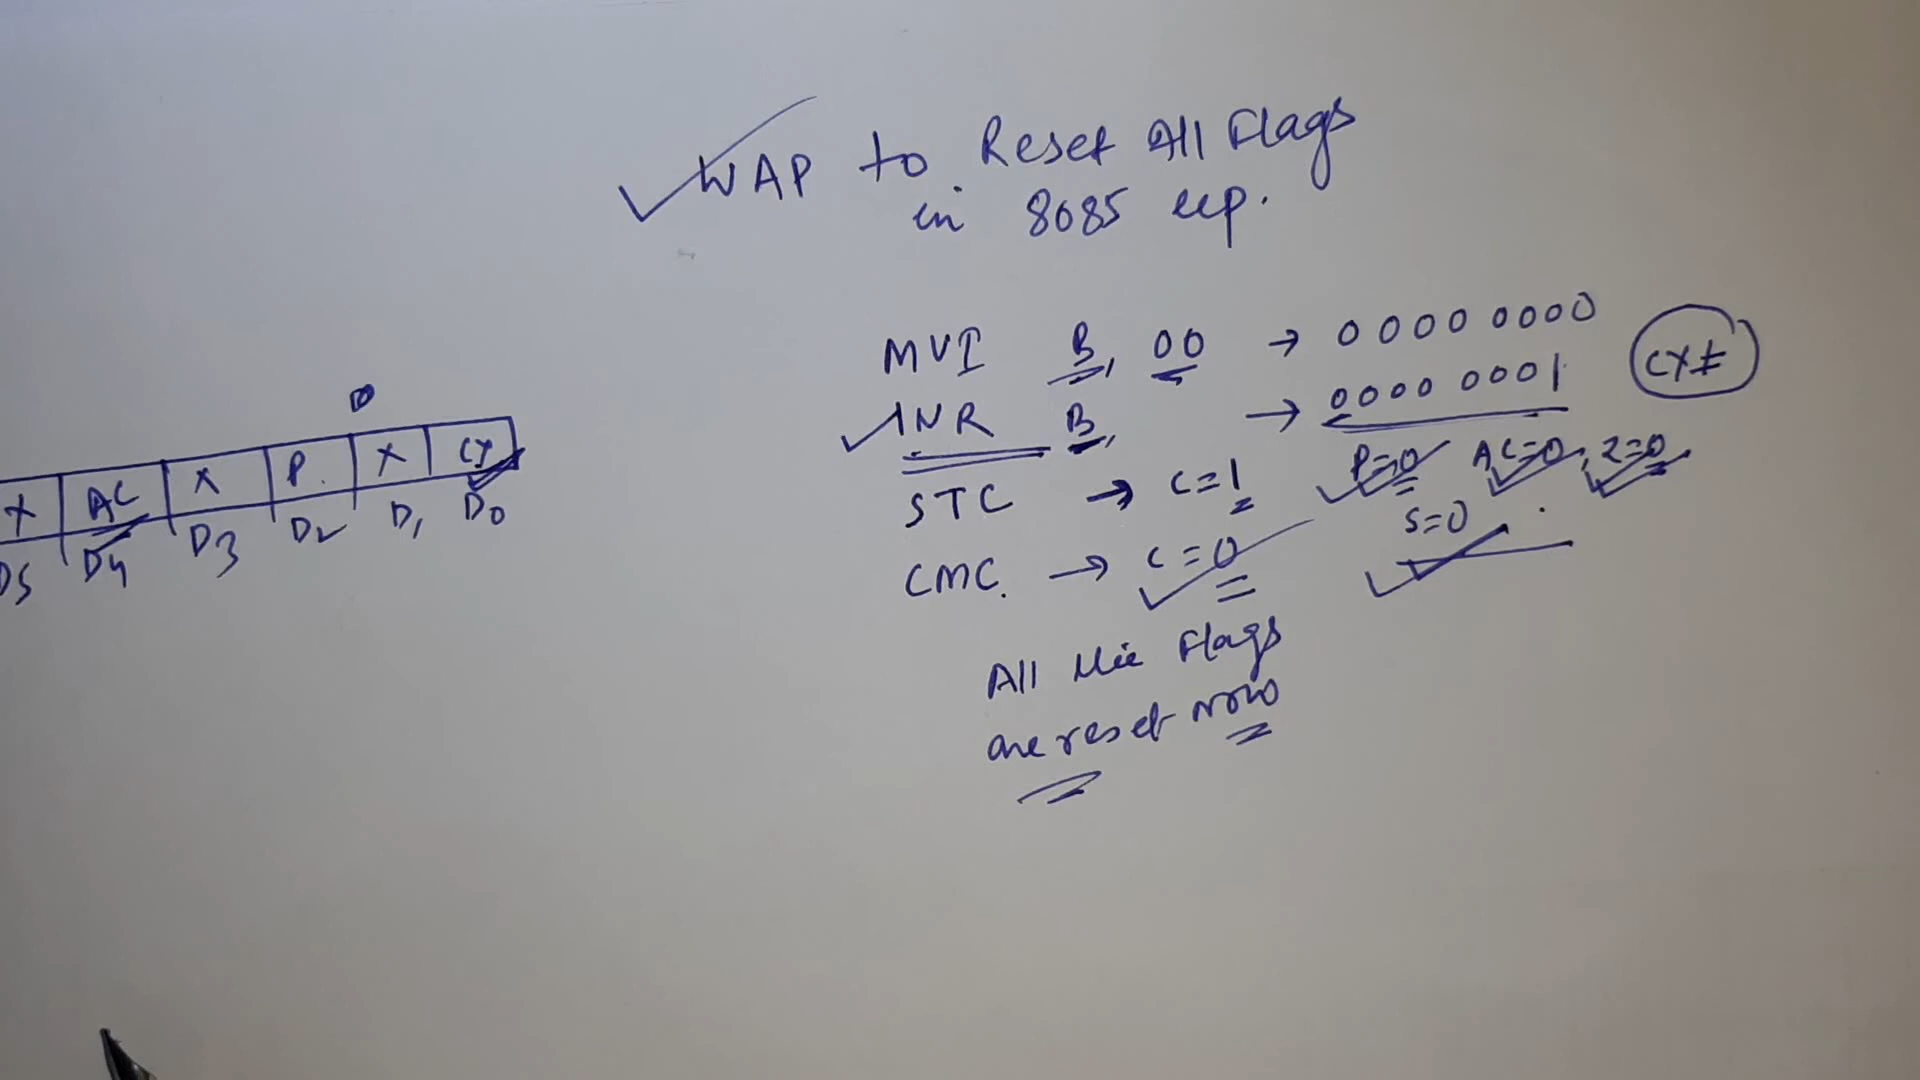 WAP to Reset All Flags
in 8085 up.
MVI B, 00 → 0000 0000
CY≠
INR B, → 0000 0001
STC → C=1
P=0 AC=0, Z=0
S=0
CMC. → C=0
All the Flags
are reset now
X AC X P. X CY
D5 D4 D3 D2 D1 D0